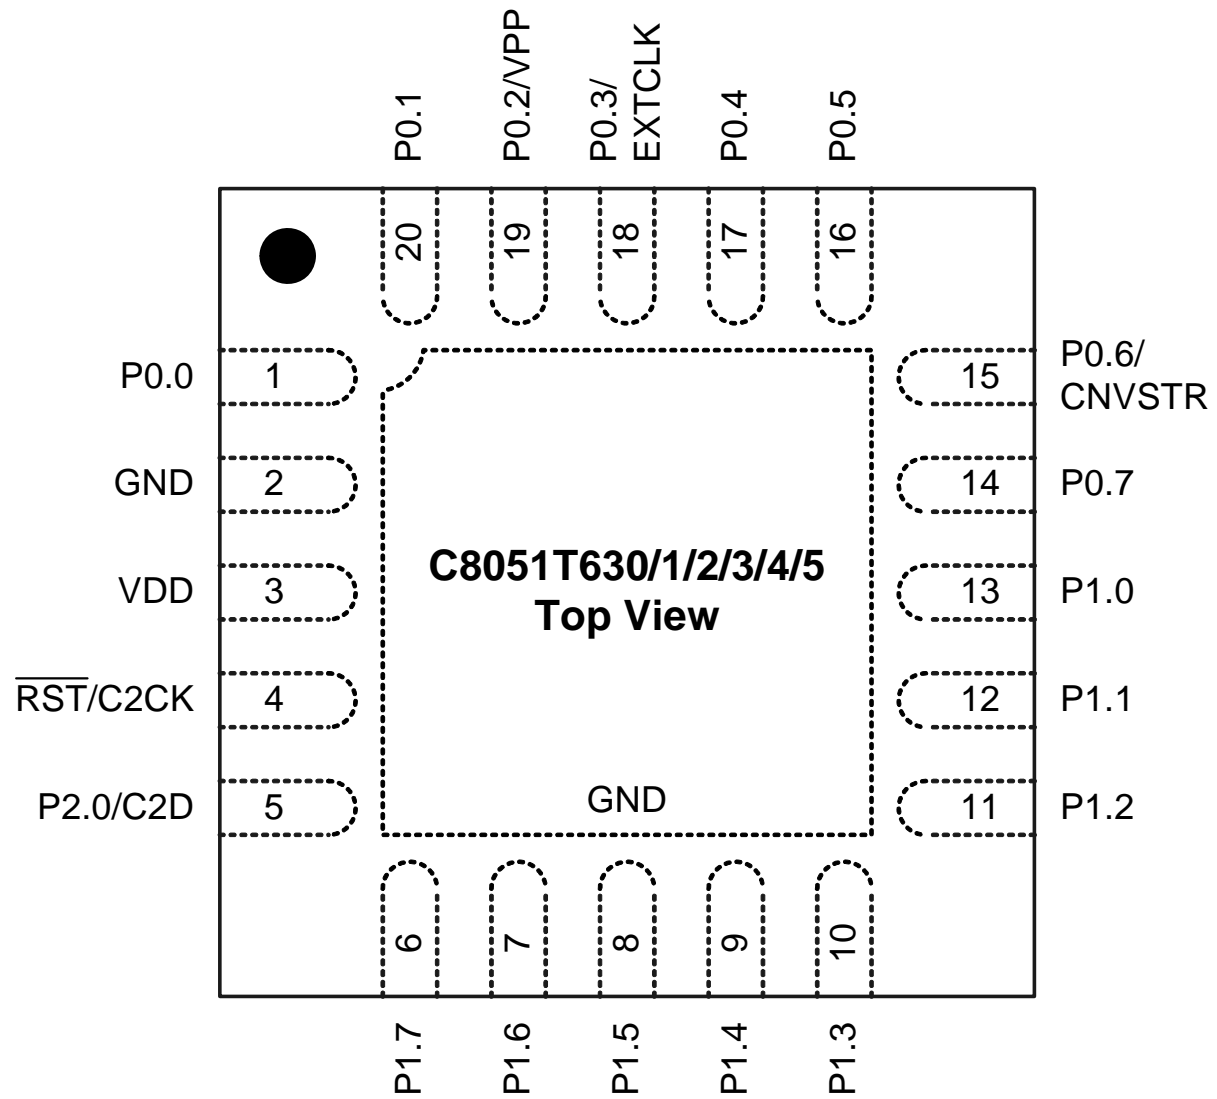 P0.1
P0.2/VPP
P0.3/
EXTCLK
P0.4
P0.5
20
19
18
17
16
P0.0
1
15
P0.6/
CNVSTR
GND
2
14
P0.7
VDD
3
C8051T630/1/2/3/4/5
Top View
13
P1.0
RST/C2CK
4
12
P1.1
P2.0/C2D
5
GND
11
P1.2
6
7
8
9
10
P1.7
P1.6
P1.5
P1.4
P1.3